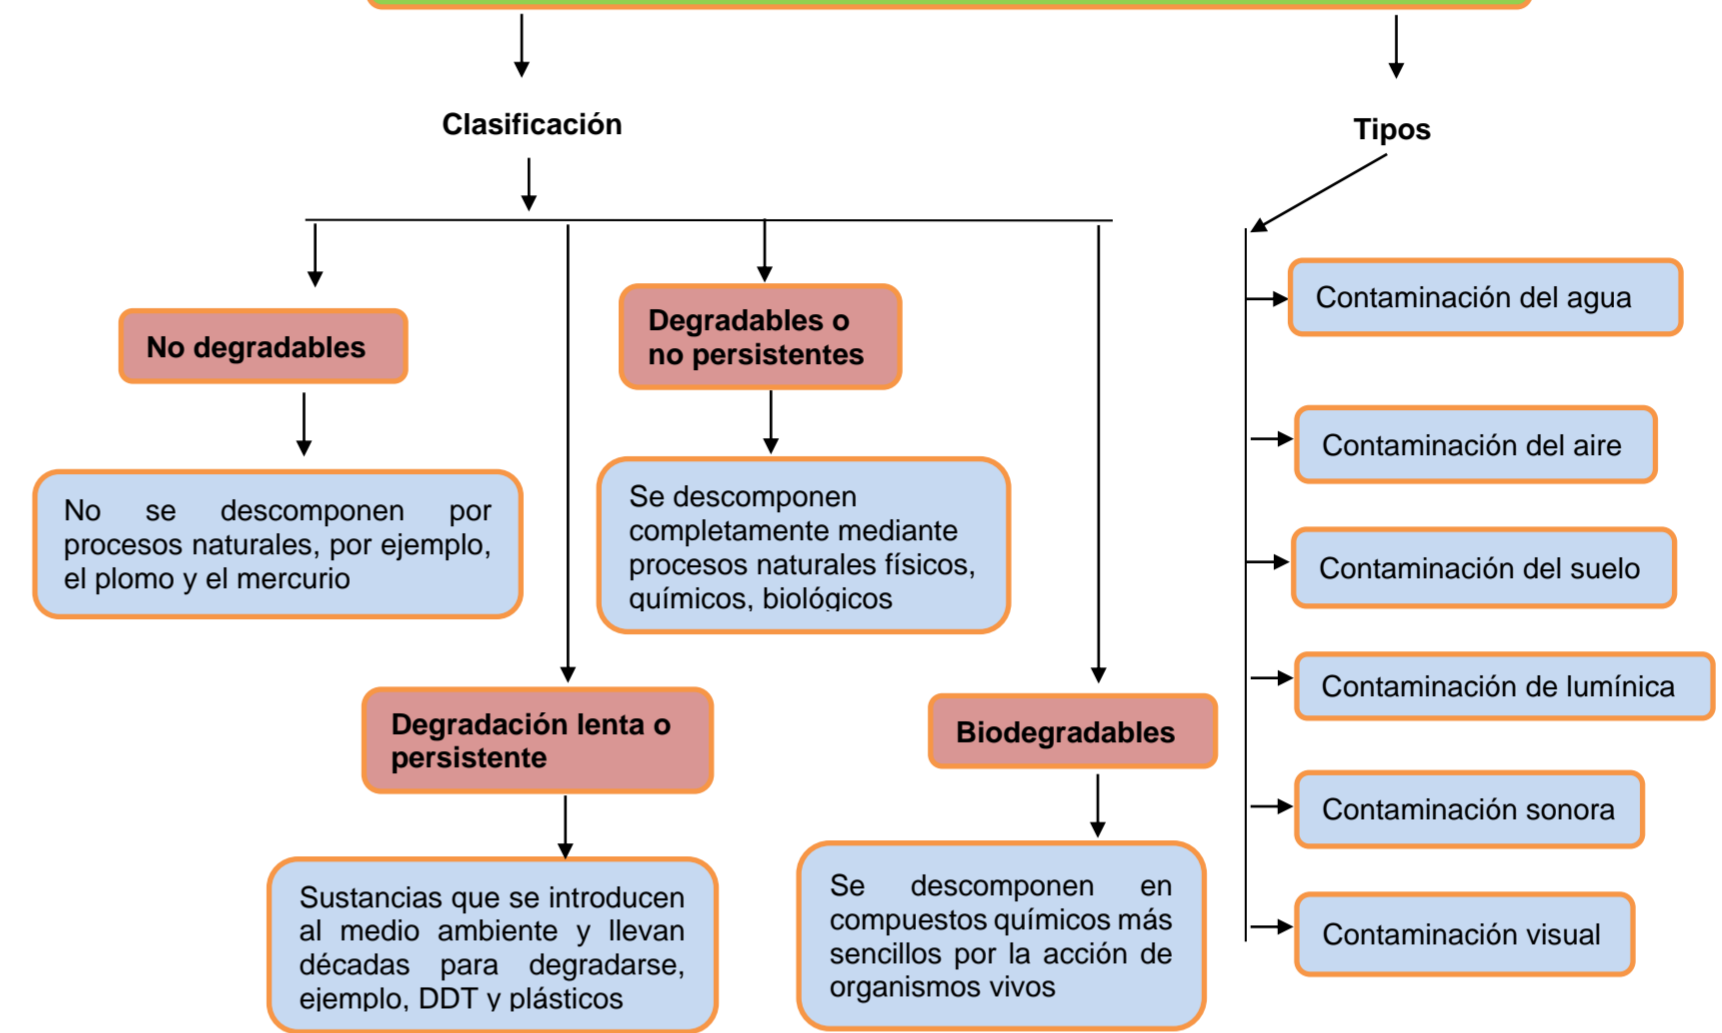 Clasificación
Tipos
No degradables
Degradables o
no persistentes
No se descomponen por
procesos naturales, por ejemplo,
el plomo y el mercurio
Se descomponen
completamente mediante
procesos naturales físicos,
químicos, biológicos
Degradación lenta o
persistente
Biodegradables
Sustancias que se introducen
al medio ambiente y llevan
décadas para degradarse,
ejemplo, DDT y plásticos
Se descomponen en
compuestos químicos más
sencillos por la acción de
organismos vivos
Contaminación del agua
Contaminación del aire
Contaminación del suelo
Contaminación de lumínica
Contaminación sonora
Contaminación visual